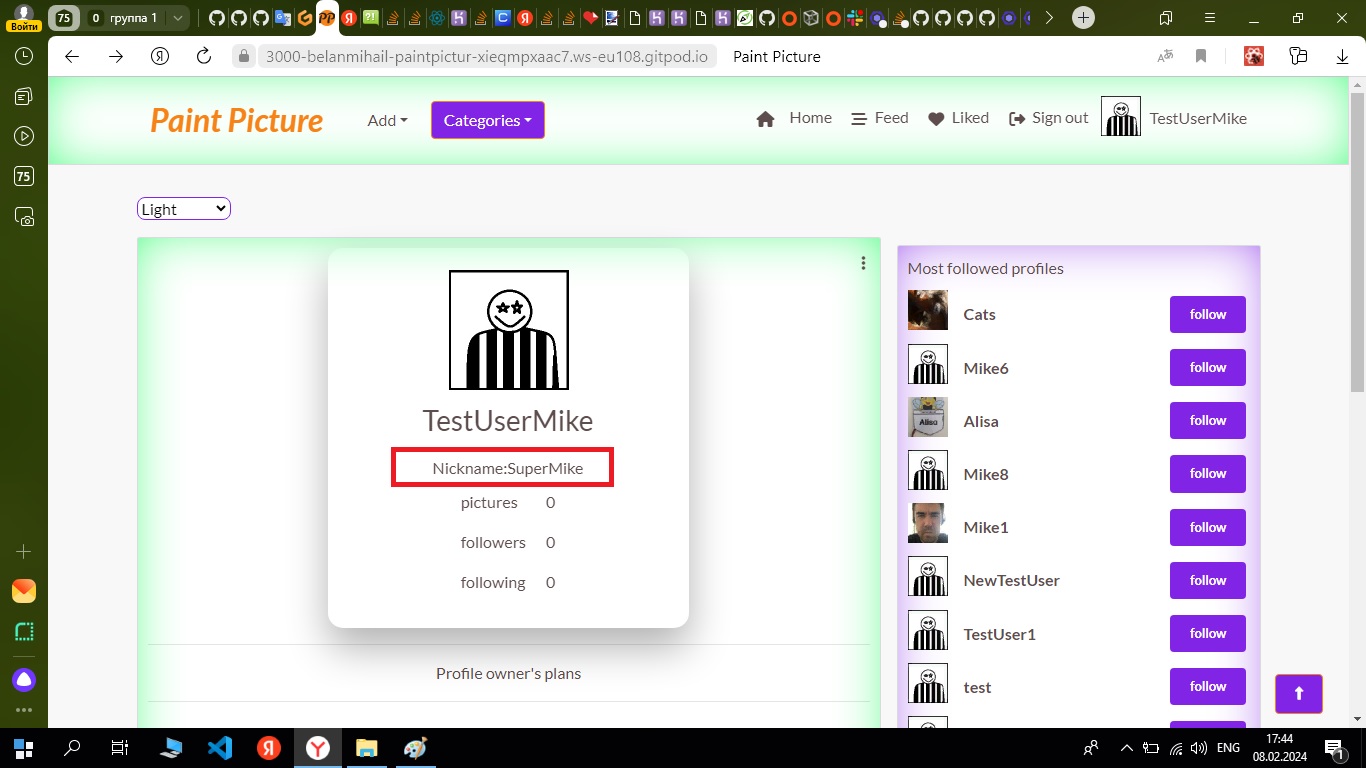 Войти
75
0
группа 1
3000-belanmihail-paintpictur-xieqmpxaac7.ws-eu108.gitpod.io
Paint Picture
75
Paint Picture
Add
Categories
Home
Feed
Liked
Sign out
TestUserMike
Light
TestUserMike
Nickname:SuperMike
pictures 0
followers 0
following 0
Profile owner's plans
Most followed profiles
Cats follow
Mike6 follow
Alisa follow
Mike8 follow
Mike1 follow
NewTestUser follow
TestUser1 follow
test follow
ENG
17:44
08.02.2024
1